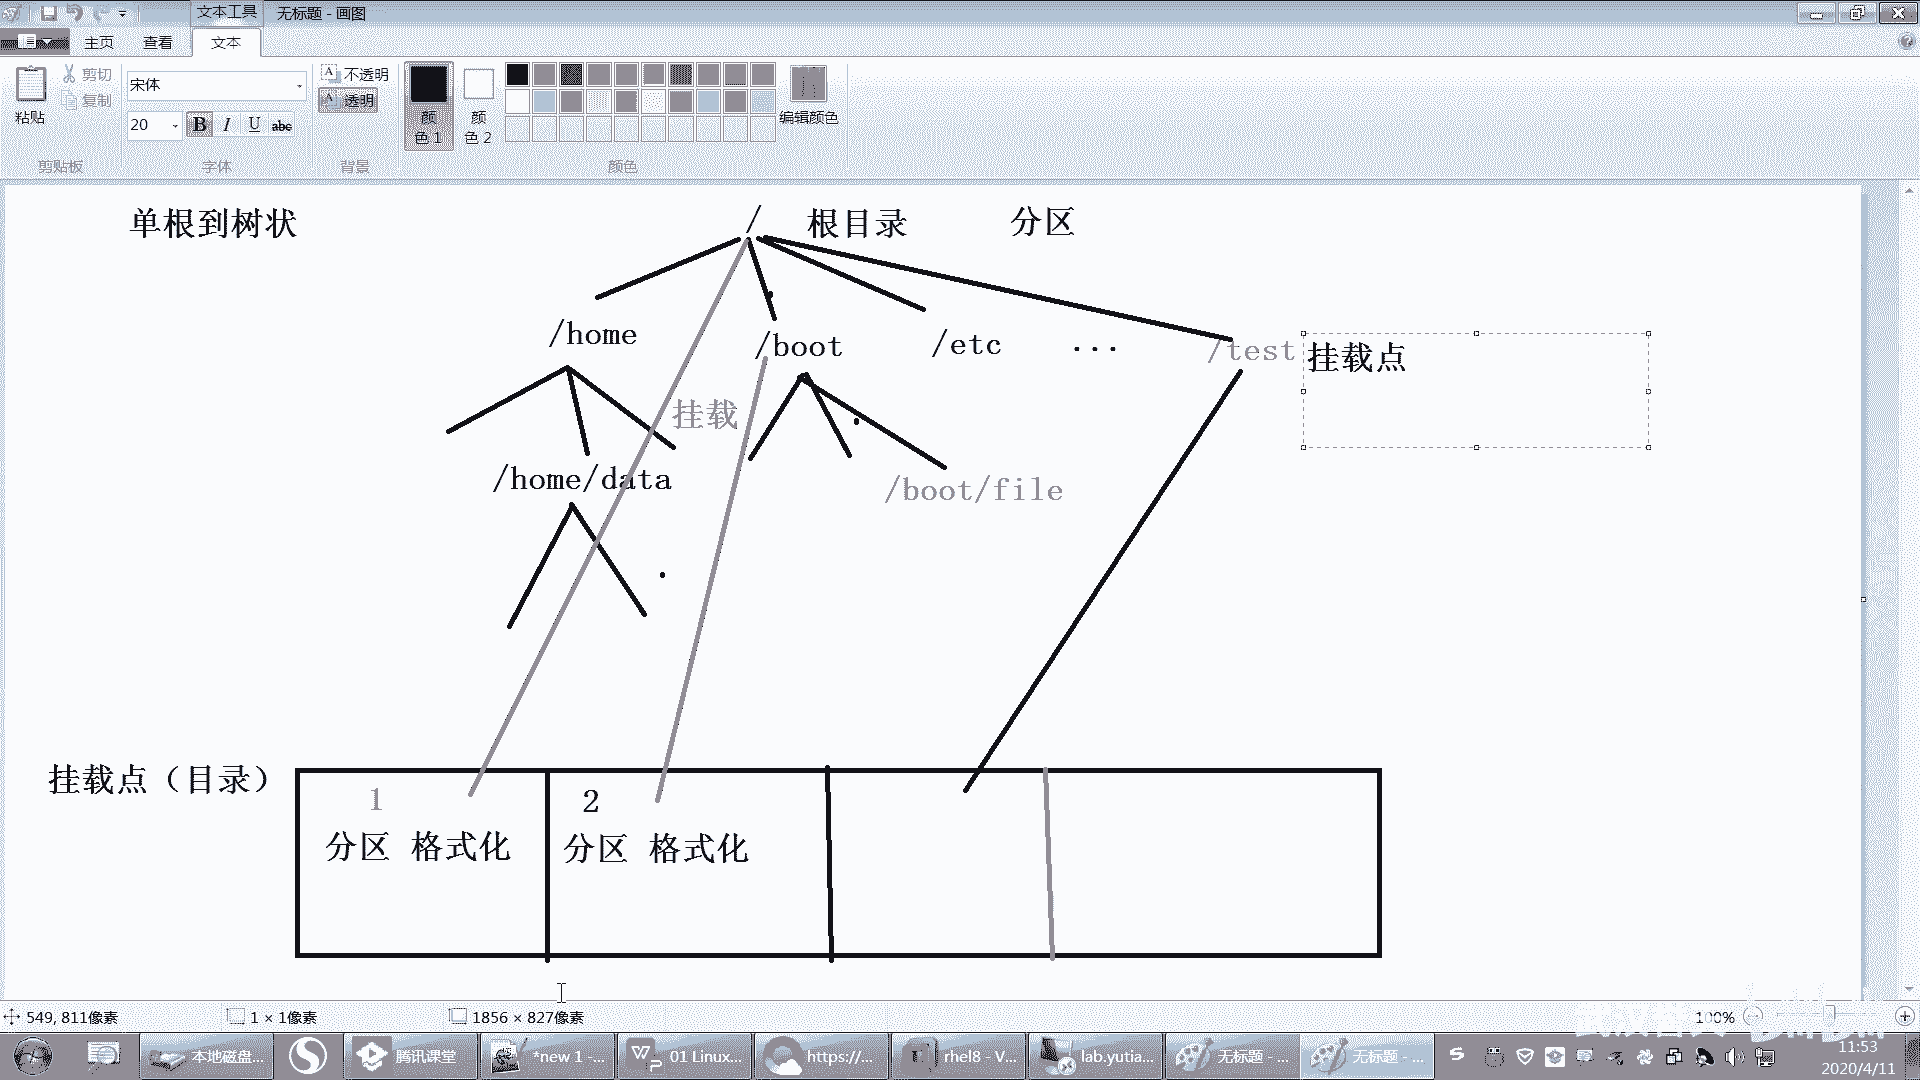 文本工具 无标题 - 画图
主页 查看 文本
粘贴
剪切
复制
剪贴板
宋体
20 B I U abc
字体
不透明
透明
背景
颜色 1
颜色 2
编辑颜色
颜色
单根到树状 / 根目录 分区
/home /boot /etc ... /test 挂载点
挂载
/home/data /boot/file
挂载点（目录）
1 2
分区 格式化 分区 格式化
549, 811像素 1 × 1像素 1856 × 827像素 100%
本地磁盘... 腾讯课堂 *new 1 -... 01 Linux... https://... rhel8 - V... lab.yutia... 无标题 - ... 无标题 - ...
11:53
2020/4/11